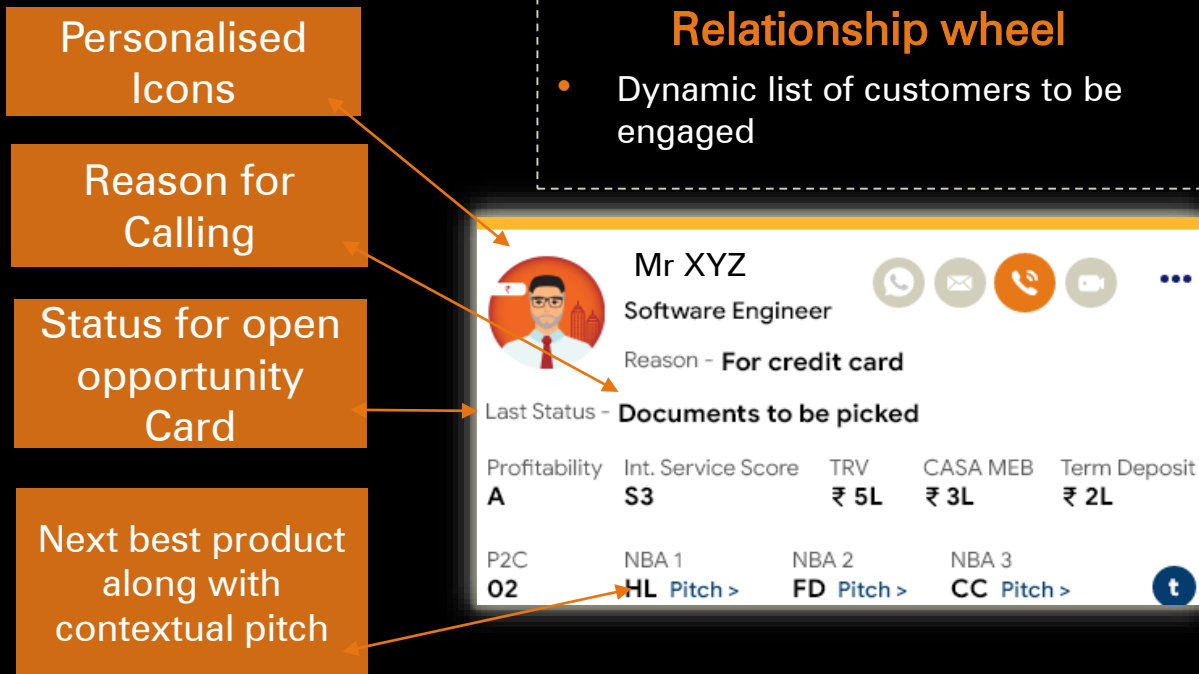 Personalised
Icons
Reason for
Calling
Status for open
opportunity
Card
Next best product
along with
contextual pitch
Relationship wheel
• Dynamic list of customers to be
engaged
Mr XYZ
Software Engineer
Reason - For credit card
Last Status - Documents to be picked
Profitability Int. Service Score TRV CASA MEB Term Deposit
A S3 ₹ 5L ₹ 3L ₹ 2L
P2C NBA 1 NBA 2 NBA 3
02 HL Pitch > FD Pitch > CC Pitch > t
₹